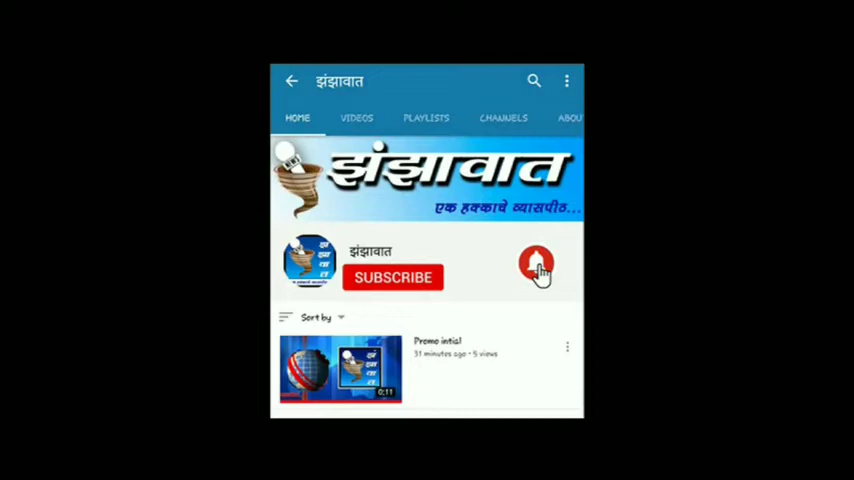 झंझावात
HOME VIDEOS PLAYLISTS CHANNELS ABOU
झंझावात
एक हक्काचे व्यासपीठ...
झंझावात
SUBSCRIBE
Sort by
Promo intial
31 minutes ago • 5 views
0:11